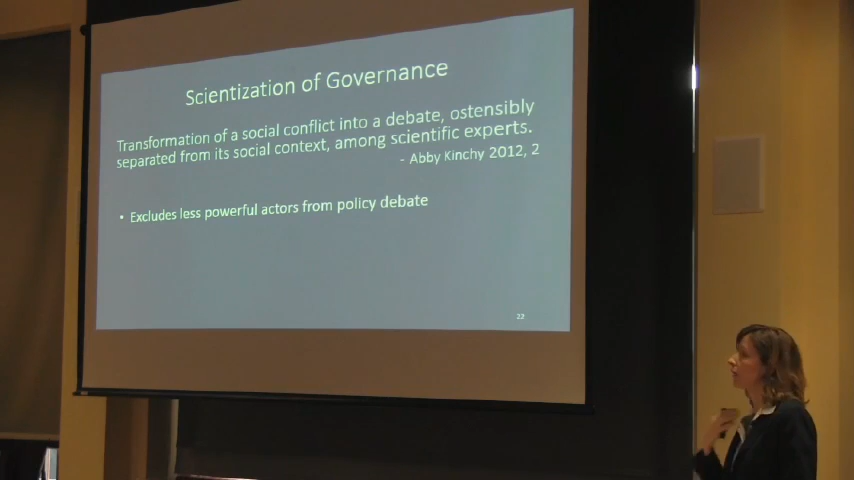 Scientization of Governance
Transformation of a social conflict into a debate, ostensibly
separated from its social context, among scientific experts.
- Abby Kinchy 2012, 2
• Excludes less powerful actors from policy debate
22